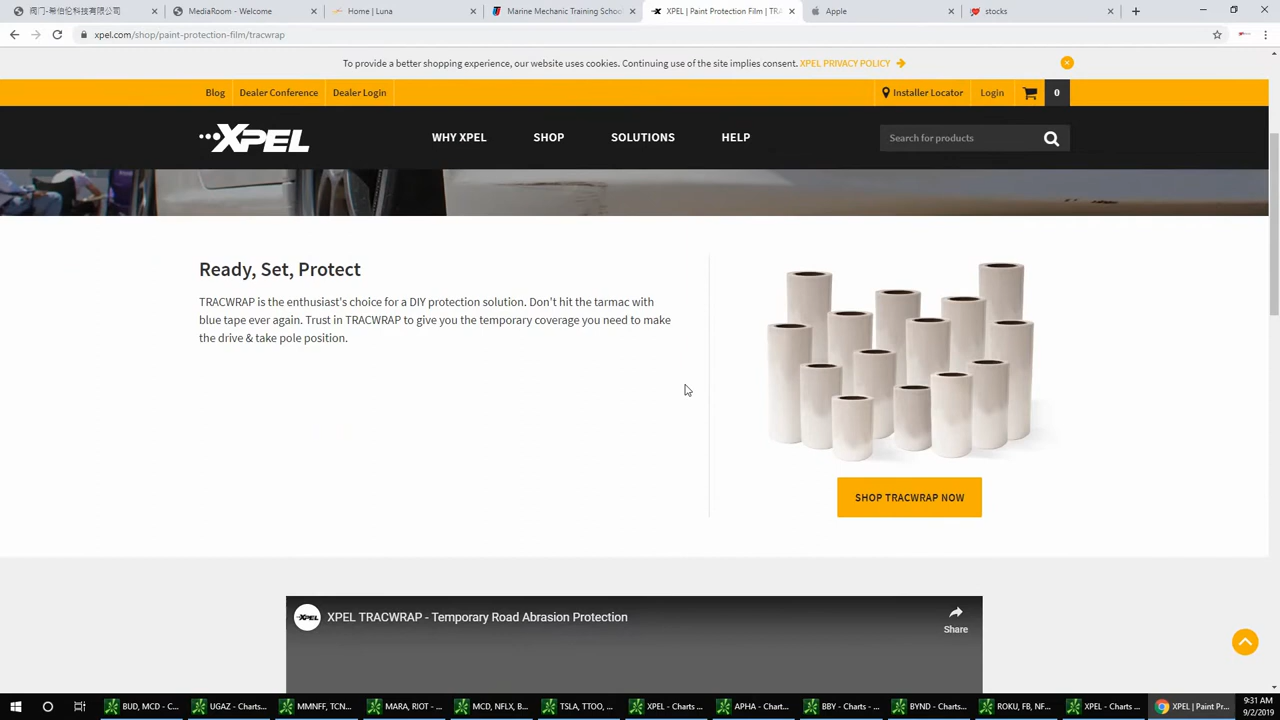 阀门-希伯伦科技有限公司
MediaRoom - Welcome
Home | Luna
Marine Mechanic Training School
XPEL | Paint Protection Film | TRA
Apple
stocks
xpel.com/shop/paint-protection-film/tracwrap
To provide a better shopping experience, our website uses cookies. Continuing use of the site implies consent. XPEL PRIVACY POLICY
Blog
Dealer Conference
Dealer Login
Installer Locator
Login
0
XPEL
WHY XPEL
SHOP
SOLUTIONS
HELP
Search for products
Ready, Set, Protect
TRACWRAP is the enthusiast's choice for a DIY protection solution. Don't hit the tarmac with
blue tape ever again. Trust in TRACWRAP to give you the temporary coverage you need to make
the drive & take pole position.
SHOP TRACWRAP NOW
XPEL
XPEL TRACWRAP - Temporary Road Abrasion Protection
Share
BUD, MCD - C...
UGAZ - Charts...
MMNFF, TCN...
MARA, RIOT - ...
MCD, NFLX, B...
TSLA, TTOO, ...
XPEL - Charts ...
APHA - Chart...
BBY - Charts - ...
BYND - Charts...
ROKU, FB, NF...
XPEL - Charts ...
XPEL | Paint Pr...
9:31 AM
9/2/2019